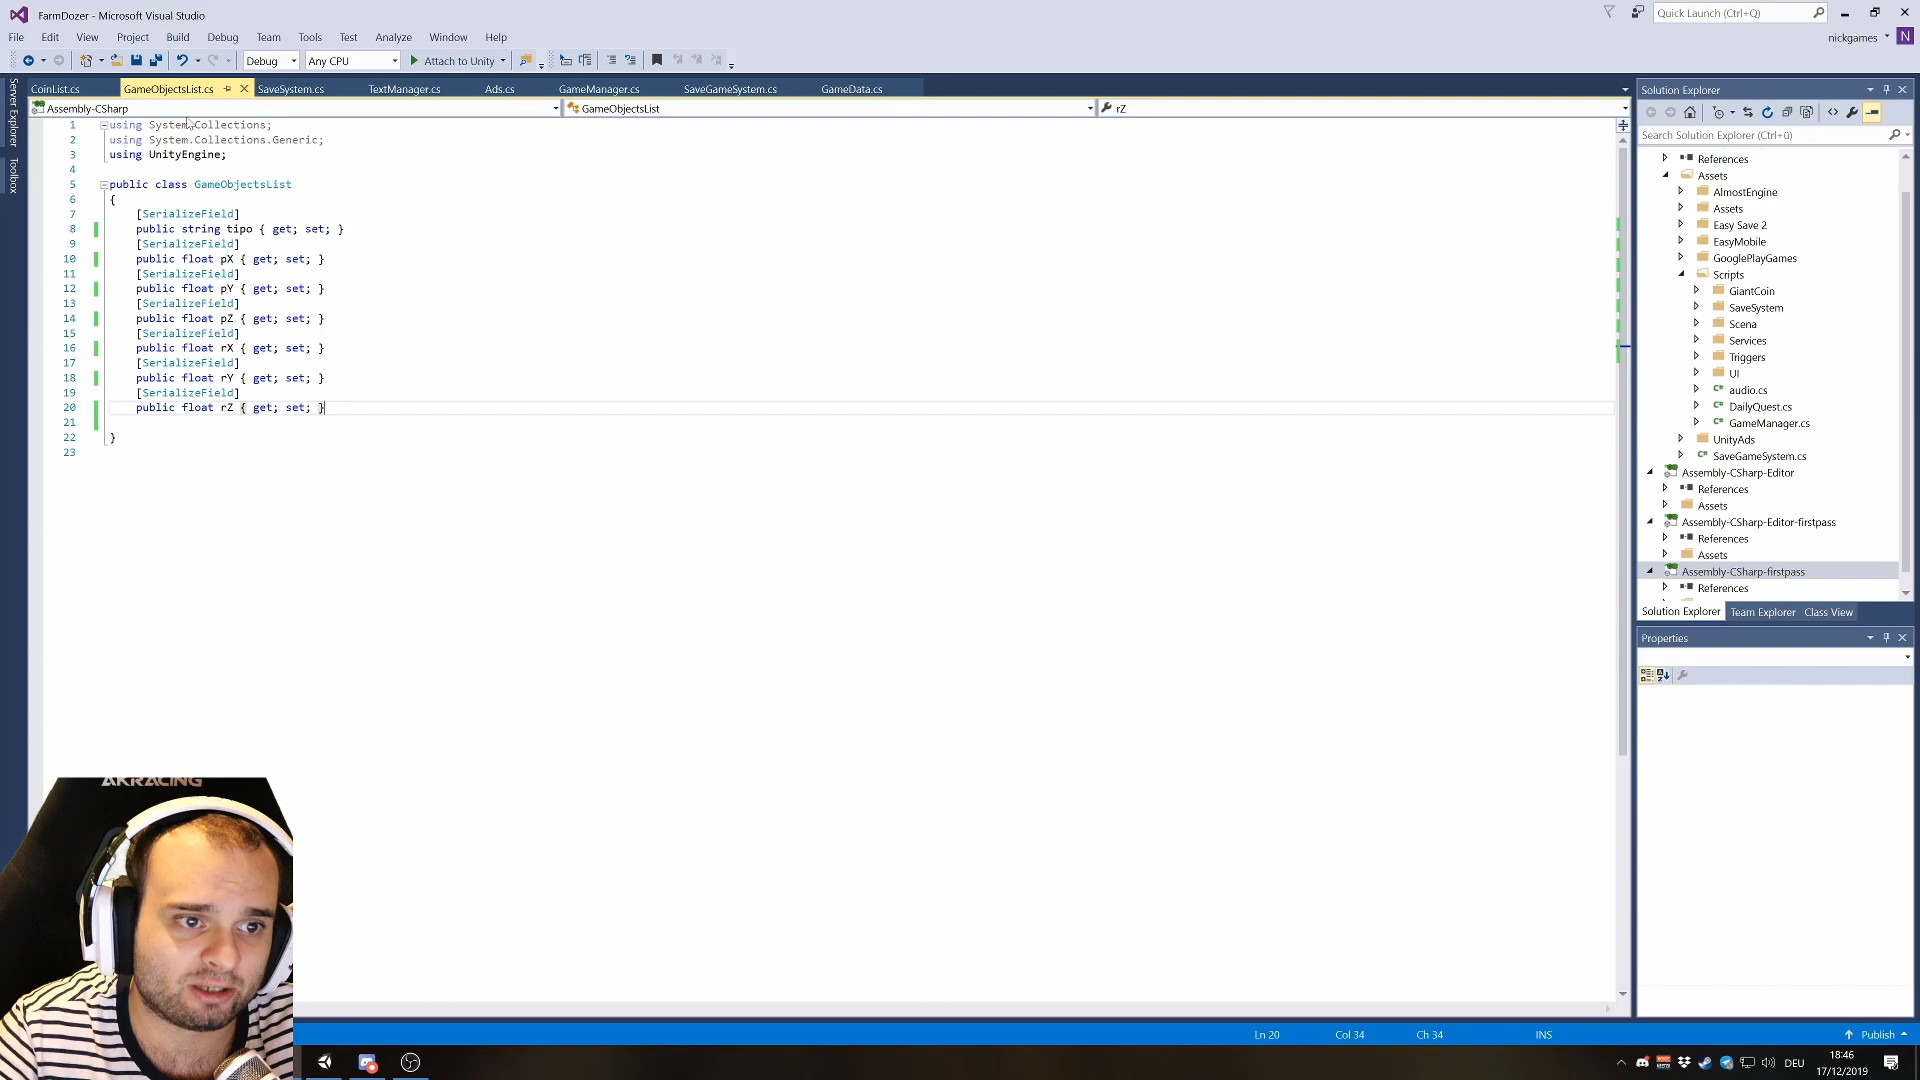 FarmDozer - Microsoft Visual Studio
Quick Launch (Ctrl+Q)
File Edit View Project Build Debug Team Tools Test Analyze Window Help
nickgames N
Debug Any CPU Attach to Unity
Server Explorer
Toolbox
CoinList.cs GameObjectsList.cs SaveSystem.cs TextManager.cs Ads.cs GameManager.cs SaveGameSystem.cs GameData.cs
Assembly-CSharp GameObjectsList rZ
1 using System.Collections;
2 using System.Collections.Generic;
3 using UnityEngine;
4
5 public class GameObjectsList
6 {
7 [SerializeField]
8 public string tipo { get; set; }
9 [SerializeField]
10 public float pX { get; set; }
11 [SerializeField]
12 public float pY { get; set; }
13 [SerializeField]
14 public float pZ { get; set; }
15 [SerializeField]
16 public float rX { get; set; }
17 [SerializeField]
18 public float rY { get; set; }
19 [SerializeField]
20 public float rZ { get; set; }
21
22 }
23
Solution Explorer
Search Solution Explorer (Ctrl+ü)
References
Assets
AlmostEngine
Assets
Easy Save 2
EasyMobile
GooglePlayGames
Scripts
GiantCoin
SaveSystem
Scena
Services
Triggers
UI
C# audio.cs
C# DailyQuest.cs
C# GameManager.cs
UnityAds
C# SaveGameSystem.cs
Assembly-CSharp-Editor
References
Assets
Assembly-CSharp-Editor-firstpass
References
Assets
Assembly-CSharp-firstpass
References
Solution Explorer Team Explorer Class View
Properties
AKRACING
Ln 20 Col 34 Ch 34 INS Publish
DEU
18:46
17/12/2019